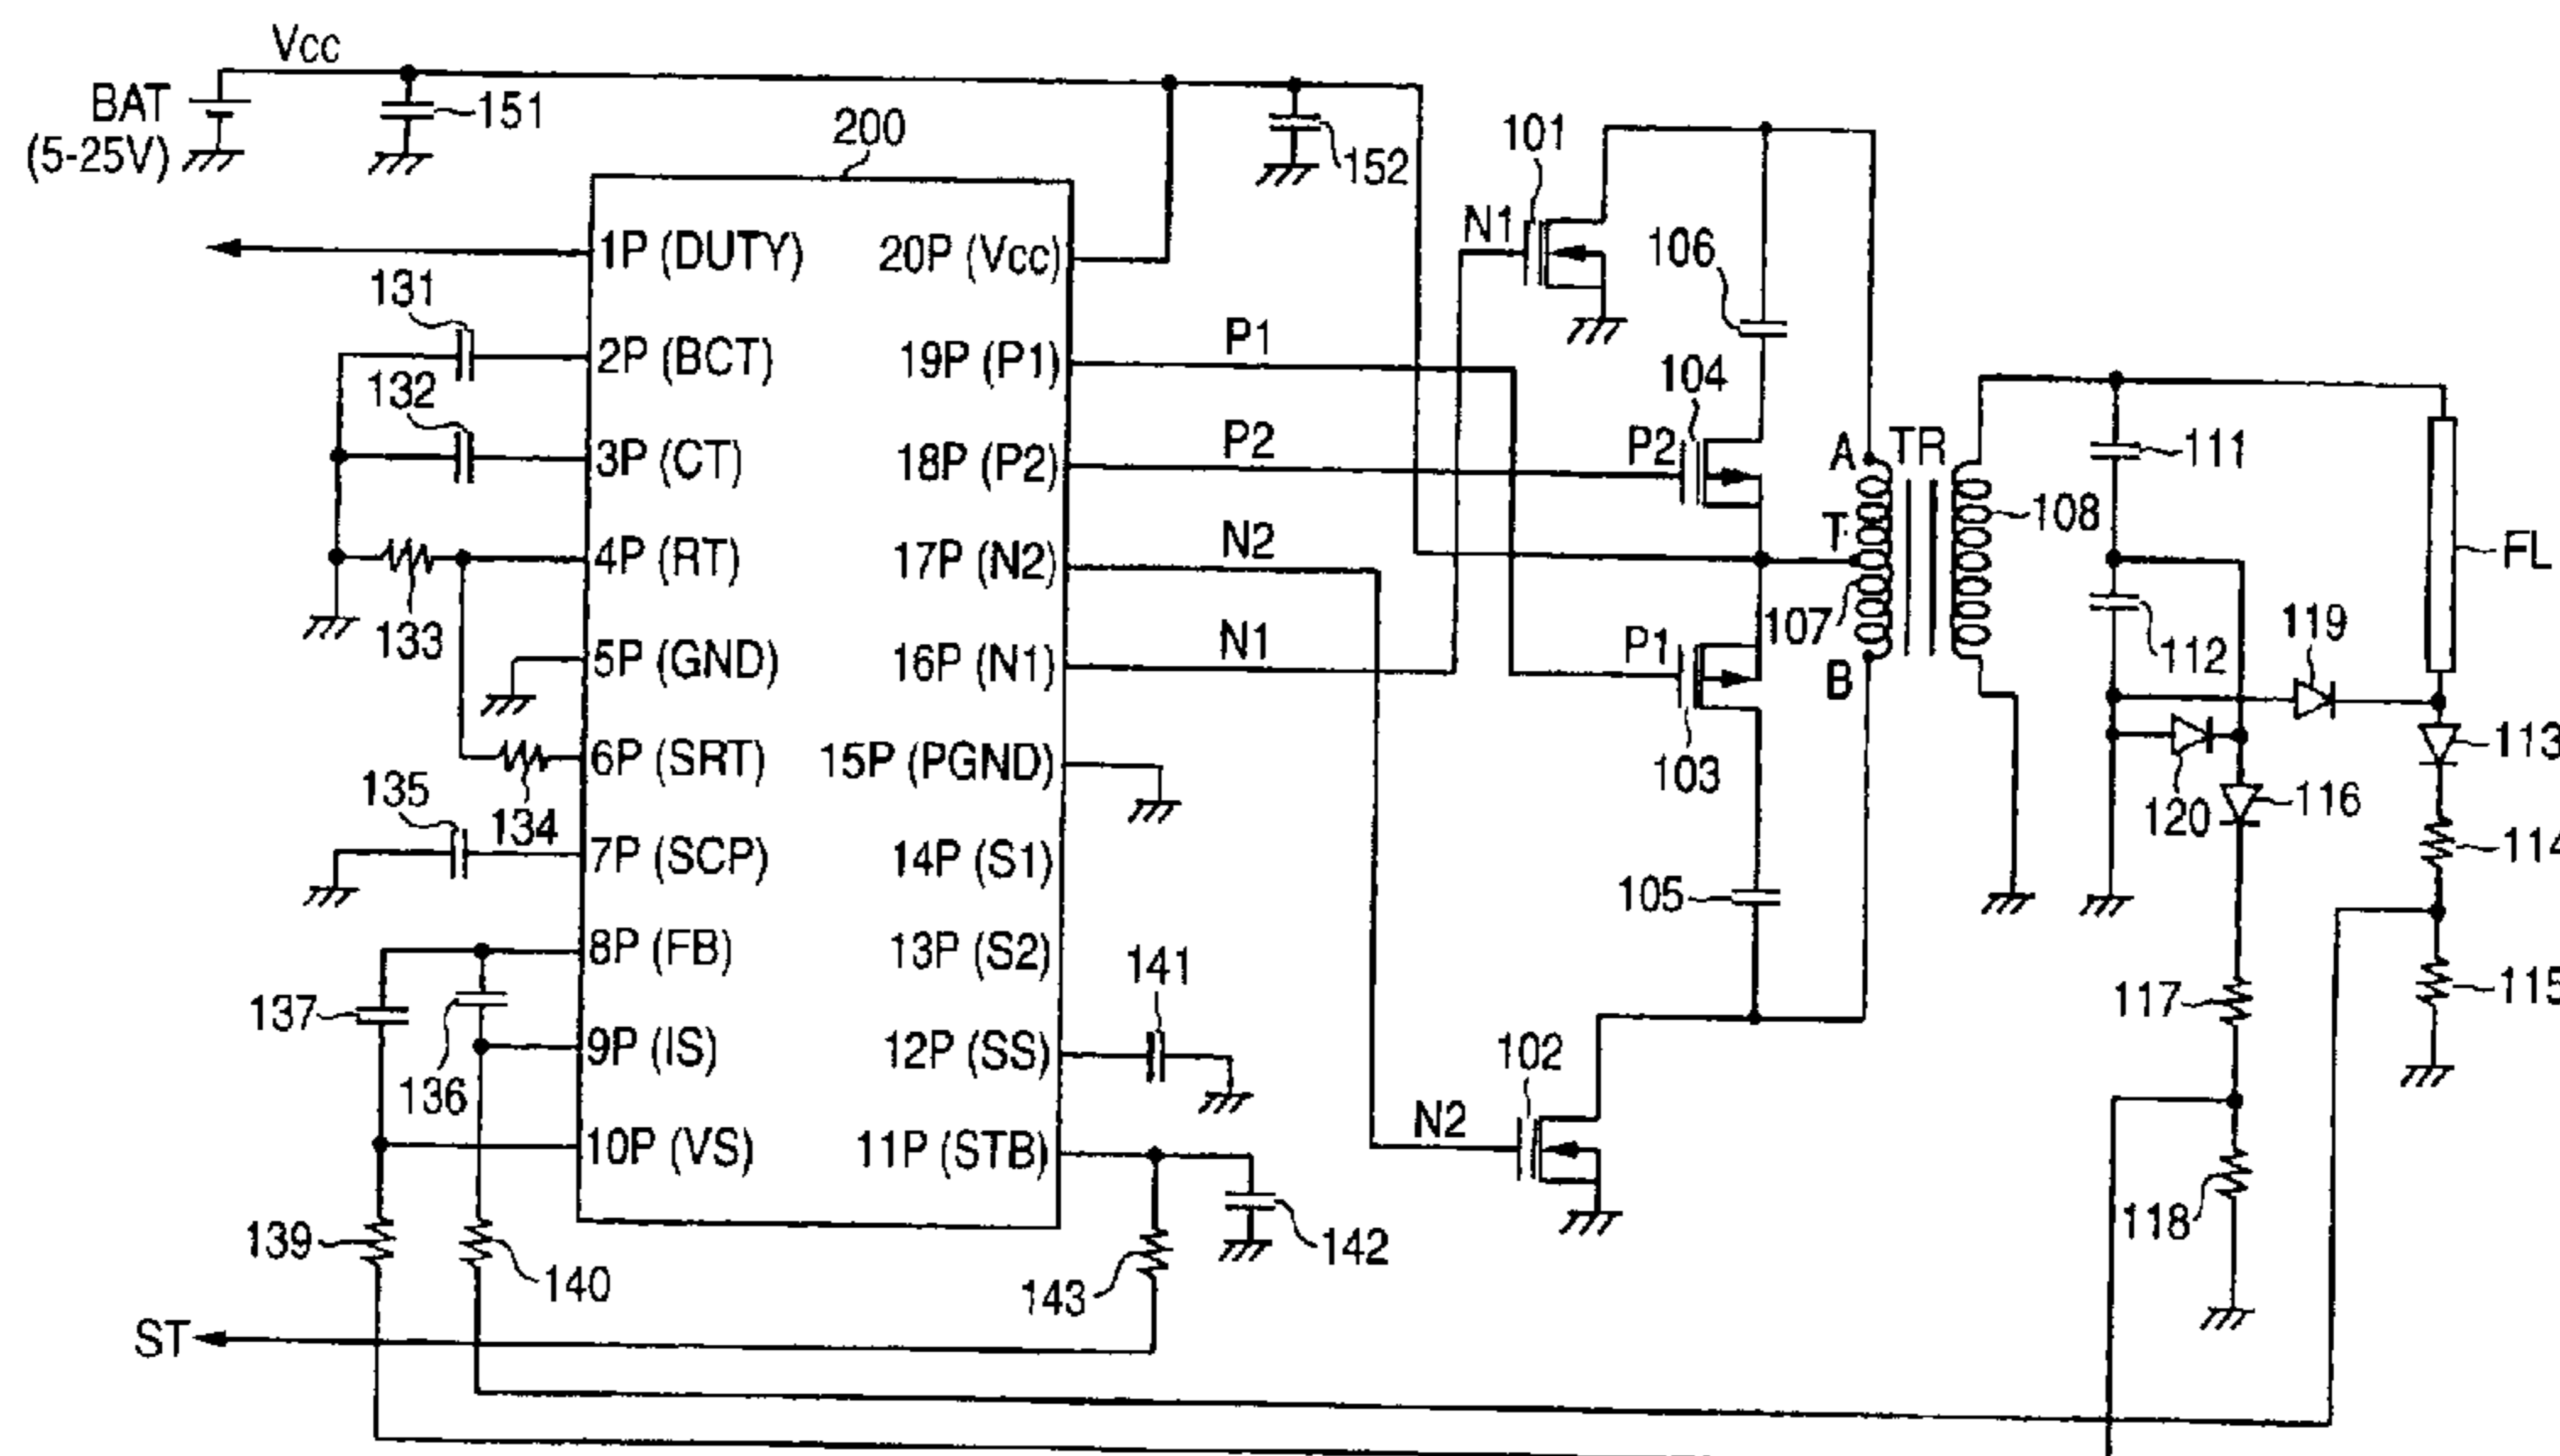 Vcc
BAT
(5-25V)
151
200
152
101
N1
106
1P (DUTY)
20P (Vcc)
131
2P (BCT)
19P (P1)
P1
104
132
3P (CT)
18P (P2)
P2
P2
A
TR
111
T
108
4P (RT)
17P (N2)
N2
FL
133
107
119
5P (GND)
16P (N1)
N1
P1
B
112
113
6P (SRT)
15P (PGND)
103
120
116
135
134
114
7P (SCP)
14P (S1)
105
8P (FB)
13P (S2)
141
137
117
115
136
9P (IS)
12P (SS)
102
10P (VS)
11P (STB)
N2
118
139
140
143
142
ST